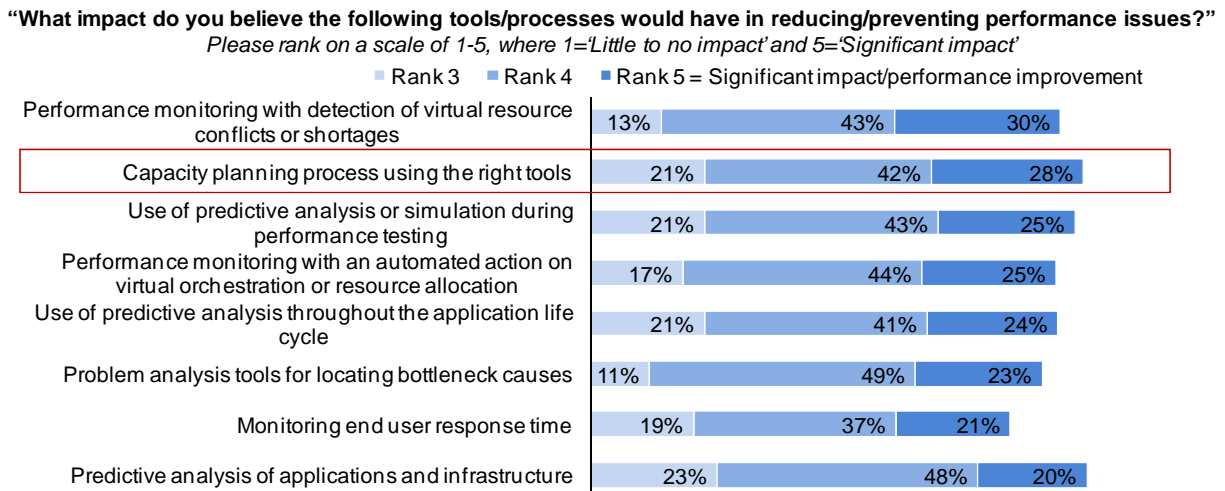 “What impact do you believe the following tools/processes would have in reducing/preventing performance issues?”
Please rank on a scale of 1-5, where 1=‘Little to no impact’ and 5=‘Significant impact’
Rank 3 Rank 4 Rank 5 = Significant impact/performance improvement
Performance monitoring with detection of virtual resource
conflicts or shortages
13% 43% 30%
Capacity planning process using the right tools
21% 42% 28%
Use of predictive analysis or simulation during
performance testing
21% 43% 25%
Performance monitoring with an automated action on
virtual orchestration or resource allocation
17% 44% 25%
Use of predictive analysis throughout the application life
cycle
21% 41% 24%
Problem analysis tools for locating bottleneck causes
11% 49% 23%
Monitoring end user response time
19% 37% 21%
Predictive analysis of applications and infrastructure
23% 48% 20%